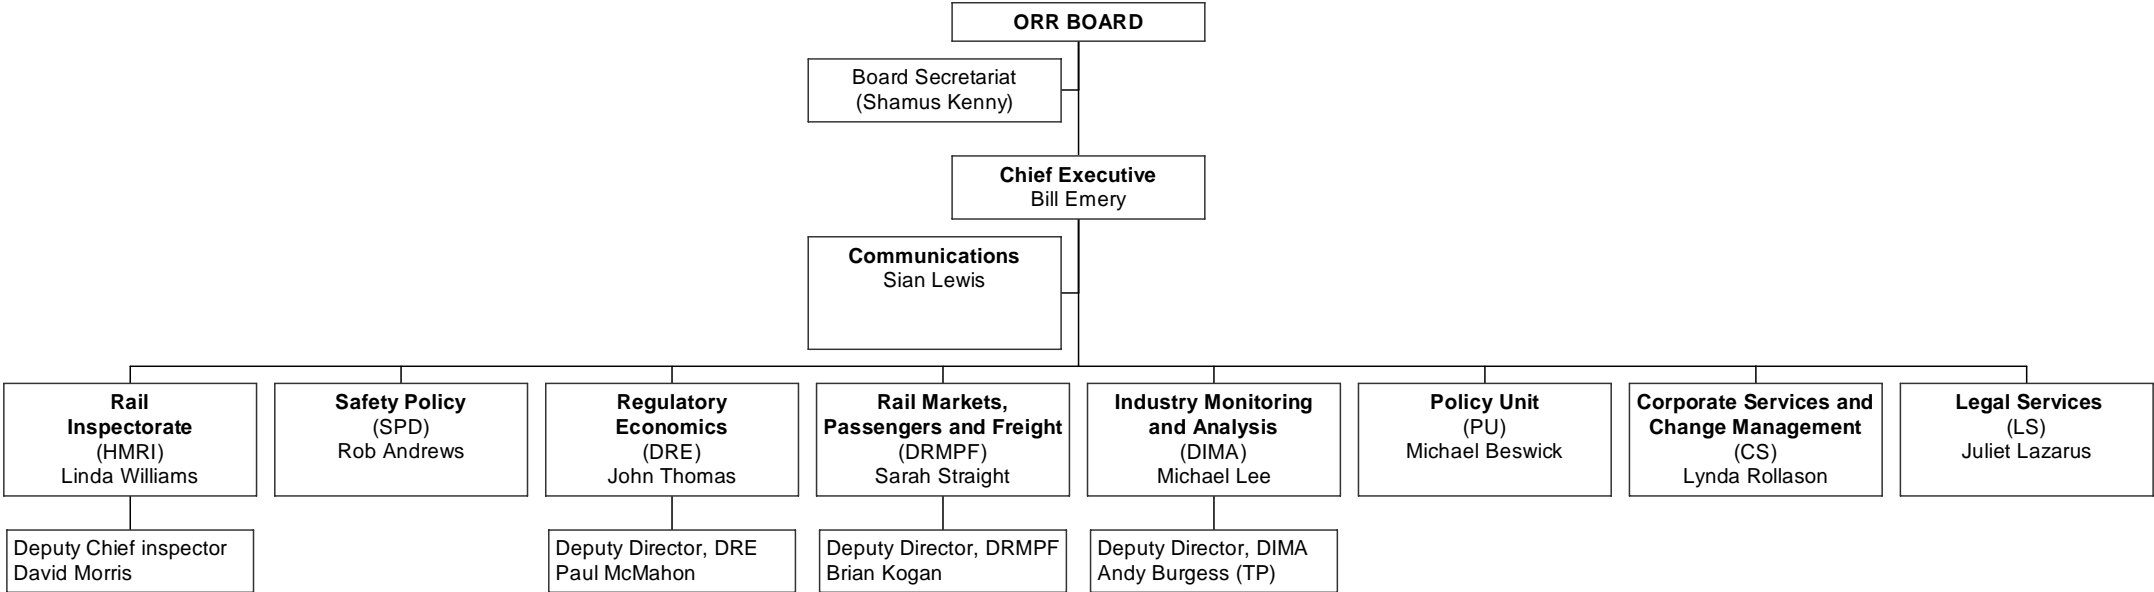 ORR BOARD
Board Secretariat
(Shamus Kenny)
Chief Executive
Bill Emery
Communications
Sian Lewis
Rail
Inspectorate
(HMRI)
Linda Williams
Safety Policy
(SPD)
Rob Andrews
Regulatory
Economics
(DRE)
John Thomas
Rail Markets,
Passengers and Freight
(DRMPF)
Sarah Straight
Industry Monitoring
and Analysis
(DIMA)
Michael Lee
Policy Unit
(PU)
Michael Beswick
Corporate Services and
Change Management
(CS)
Lynda Rollason
Legal Services
(LS)
Juliet Lazarus
Deputy Chief inspector
David Morris
Deputy Director, DRE
Paul McMahon
Deputy Director, DRMPF
Brian Kogan
Deputy Director, DIMA
Andy Burgess (TP)